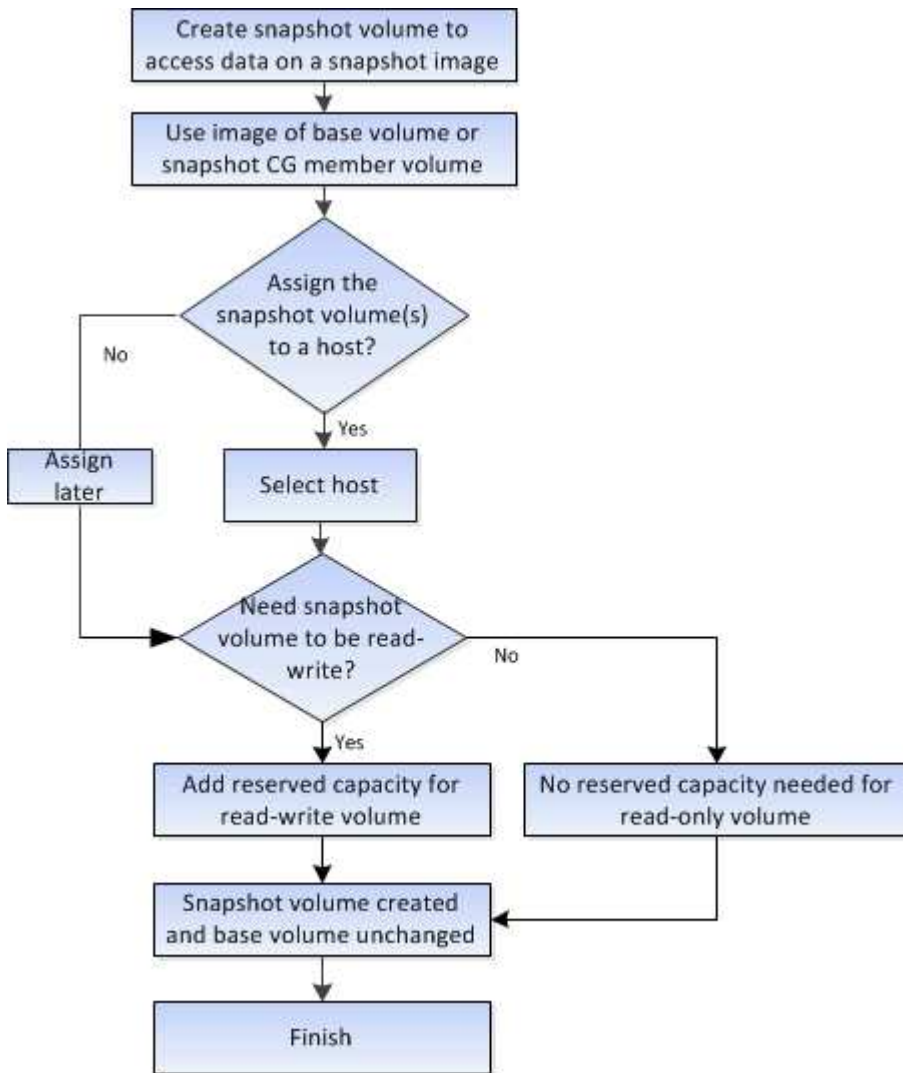 Create snapshot volume to
access data on a snapshot image
Use image of base volume or
snapshot CG member volume
Assign the
snapshot volume(s)
to a host?
No
Yes
Assign
later
Select host
Need snapshot
volume to be read-
write?
No
Yes
Add reserved capacity for
read-write volume
No reserved capacity needed for
read-only volume
Snapshot volume created
and base volume unchanged
Finish